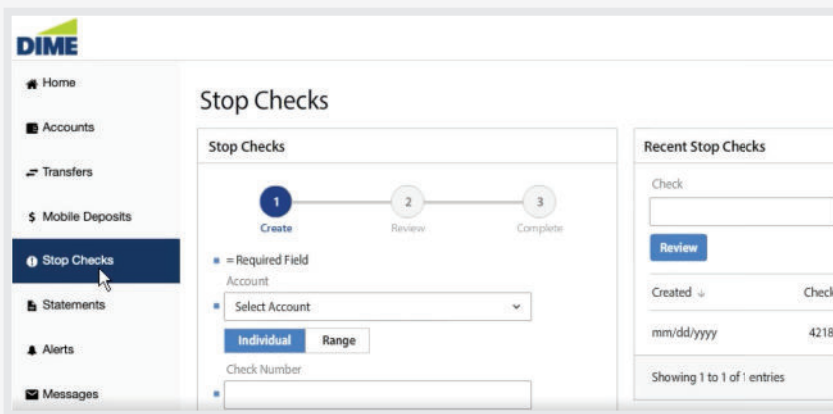 DIME
Home
Accounts
Transfers
$ Mobile Deposits
Stop Checks
Statements
Alerts
Messages
Stop Checks
Stop Checks
1 2 3
Create Review Complete
= Required Field
Account
Select Account
Individual Range
Check Number
Recent Stop Checks
Check
Review
Created ↓ Check
mm/dd/yyyy 4218
Showing 1 to 1 of 1 entries